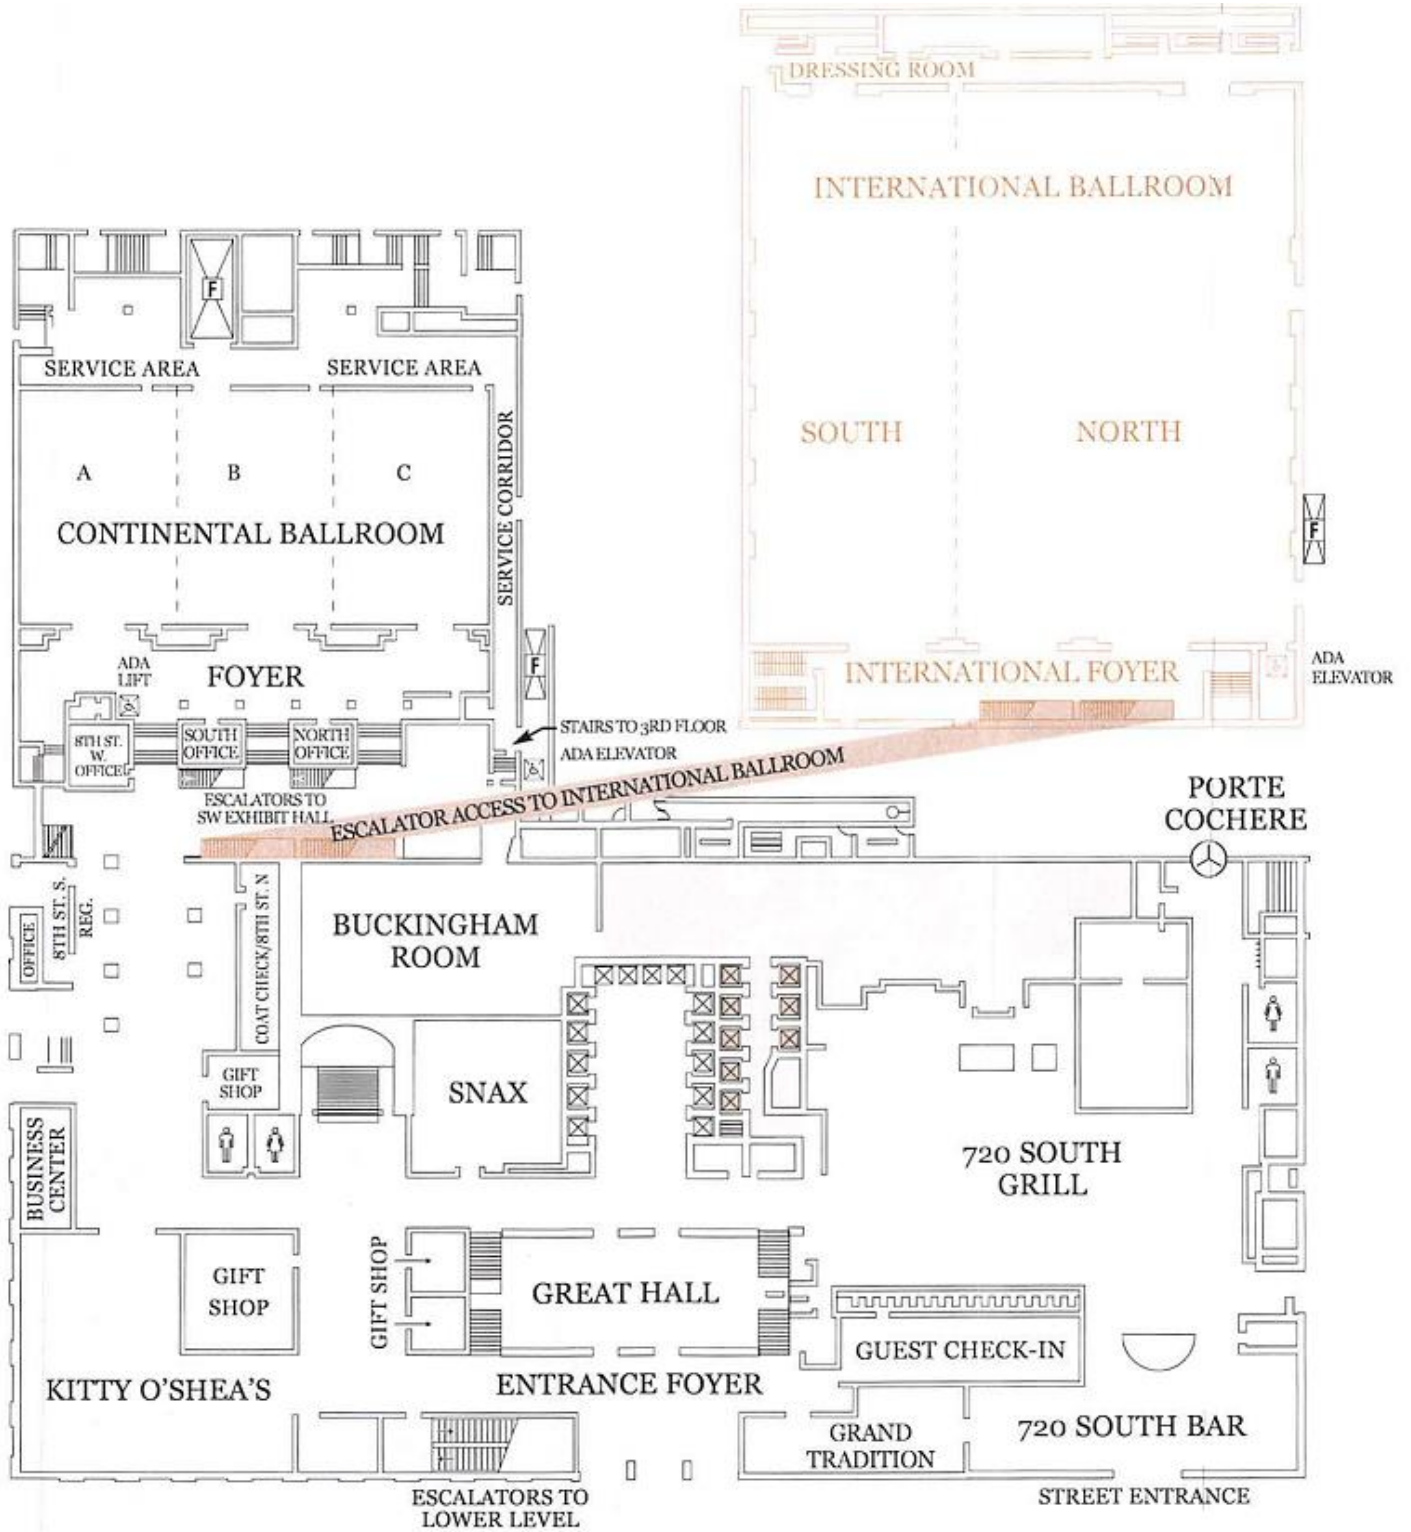 DRESSING ROOM
INTERNATIONAL BALLROOM
F
SERVICE AREA
SERVICE AREA
SOUTH
NORTH
A
B
C
SERVICE CORRIDOR
CONTINENTAL BALLROOM
F
F
ADA
LIFT
FOYER
INTERNATIONAL FOYER
ADA
ELEVATOR
8TH ST.
W.
OFFICE
SOUTH
OFFICE
NORTH
OFFICE
STAIRS TO 3RD FLOOR
ADA ELEVATOR
ESCALATORS TO
SW EXHIBIT HALL
ESCALATOR ACCESS TO INTERNATIONAL BALLROOM
PORTE
COCHERE
OFFICE
8TH ST. S.
REG.
COAT CHECK/8TH ST. N
BUCKINGHAM
ROOM
GIFT
SHOP
SNAX
BUSINESS
CENTER
720 SOUTH
GRILL
GIFT
SHOP
GIFT SHOP
GREAT HALL
GUEST CHECK-IN
KITTY O'SHEA'S
ENTRANCE FOYER
GRAND
TRADITION
720 SOUTH BAR
ESCALATORS TO
LOWER LEVEL
STREET ENTRANCE